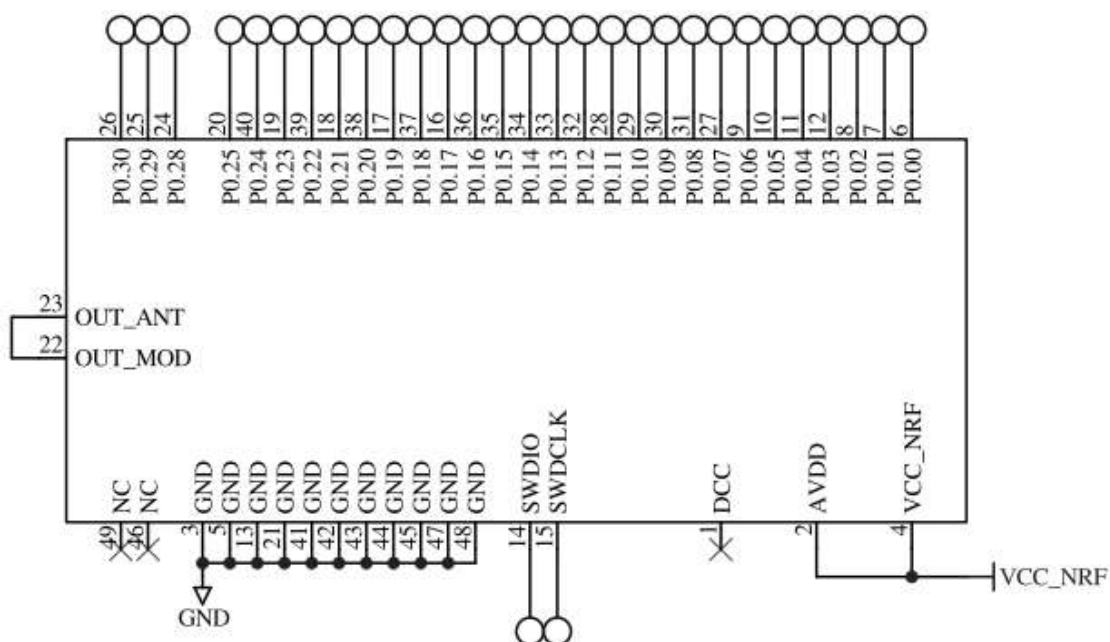 26 25 24 20 40 19 39 18 38 17 37 16 36 35 34 33 32 28 29 30 31 27 9 10 11 12 8 7 6
P0.30 P0.29 P0.28 P0.25 P0.24 P0.23 P0.22 P0.21 P0.20 P0.19 P0.18 P0.17 P0.16 P0.15 P0.14 P0.13 P0.12 P0.11 P0.10 P0.09 P0.08 P0.07 P0.06 P0.05 P0.04 P0.03 P0.02 P0.01 P0.00
23 OUT_ANT
22 OUT_MOD
NC NC GND GND GND GND GND GND GND GND GND GND GND SWDIO SWDCLK DCC AVDD VCC_NRF
49 46 3 5 13 21 41 42 43 44 45 47 48 14 15 1 2 4
VCC_NRF
GND